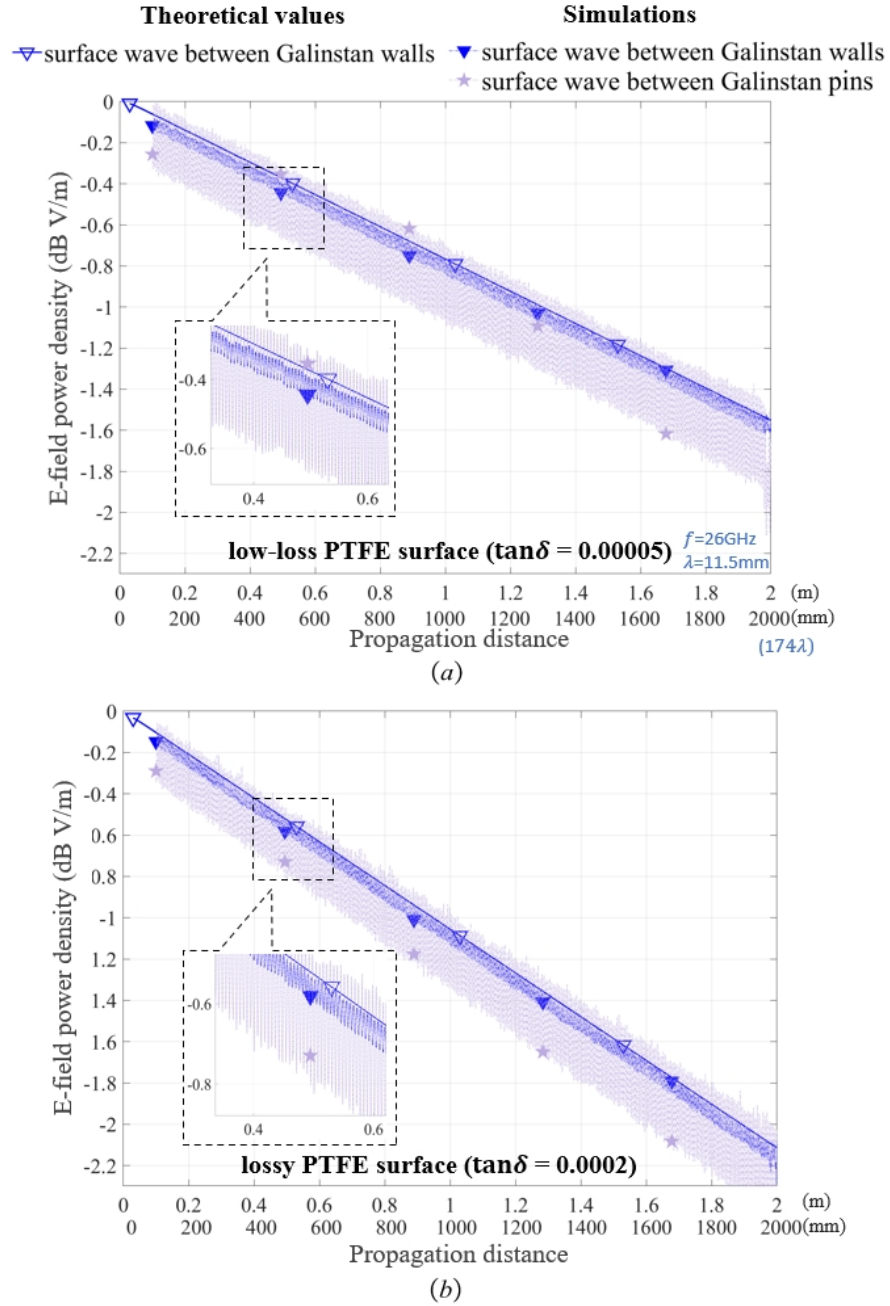 Theoretical values
Simulations
surface wave between Galinstan walls
surface wave between Galinstan walls
surface wave between Galinstan pins
0
-0.2
-0.4
-0.6
-0.8
-1
-1.2
-1.4
-1.6
-1.8
-2
-2.2
E-field power density (dB V/m)
-0.4
-0.6
0.4 0.6
low-loss PTFE surface (tanδ = 0.00005)
f=26GHz
λ=11.5mm
0 0.2 0.4 0.6 0.8 1 1.2 1.4 1.6 1.8 2 (m)
0 200 400 600 800 1000 1200 1400 1600 1800 2000(mm)
Propagation distance
(174λ)
(a)
0
-0.2
-0.4
0.6
0.8
-1
1.2
1.4
1.6
-1.8
-2
-2.2
E-field power density (dB V/m)
-0.6
-0.8
0.4 0.6
lossy PTFE surface (tanδ = 0.0002)
0 0.2 0.4 0.6 0.8 1 1.2 1.4 1.6 1.8 2 (m)
0 200 400 600 800 1000 1200 1400 1600 1800 2000(mm)
Propagation distance
(b)